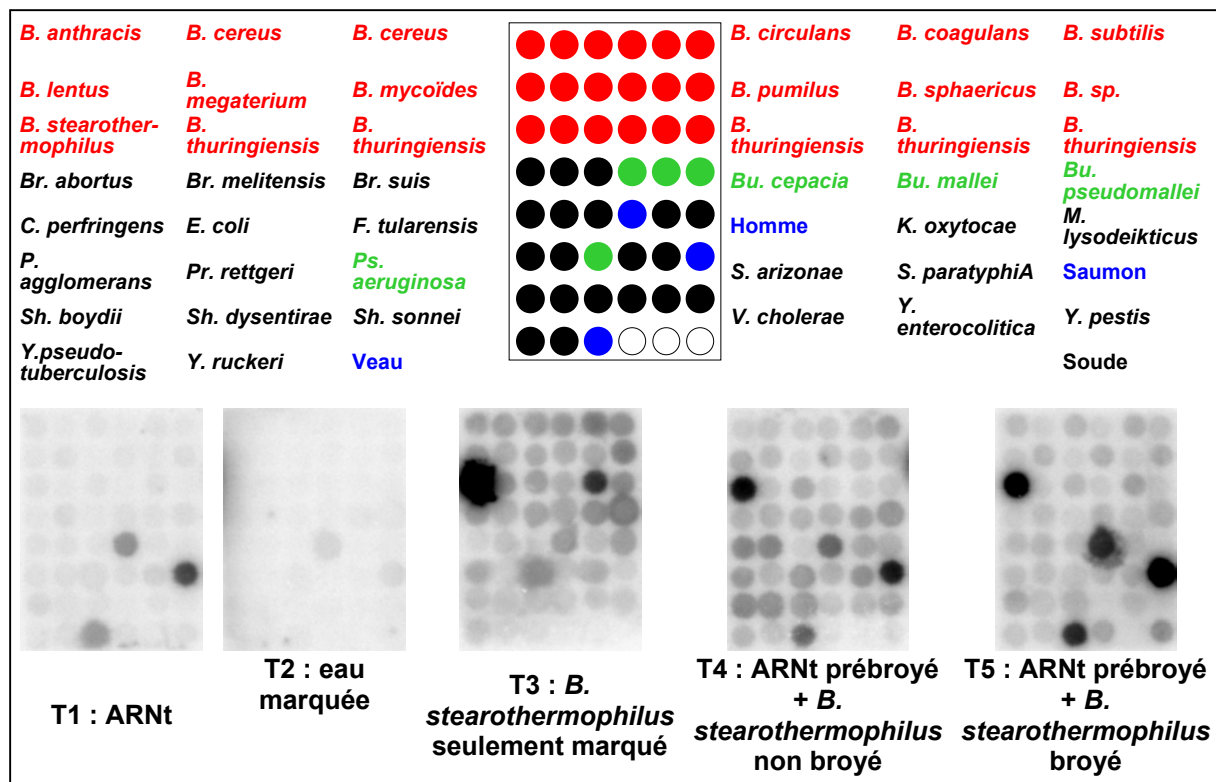 B. anthracis B. cereus B. cereus B. circulans B. coagulans B. subtilis
B. lentus B. megaterium B. mycoïdes B. pumilus B. sphaericus B. sp.
B. stearother-
mophilus B. thuringiensis B. thuringiensis B. thuringiensis B. thuringiensis B. thuringiensis
Br. abortus Br. melitensis Br. suis Bu. cepacia Bu. mallei Bu. pseudomallei
C. perfringens E. coli F. tularensis Homme K. oxytocae M. lysodeikticus
P. agglomerans Pr. rettgeri Ps. aeruginosa S. arizonae S. paratyphiA Saumon
Sh. boydii Sh. dysentirae Sh. sonnei V. cholerae Y. enterocolitica Y. pestis
Y.pseudo-
tuberculosis Y. ruckeri Veau Soude
T1 : ARNt
T2 : eau
marquée
T3 : B.
stearothermophilus
seulement marqué
T4 : ARNt prébroyé
+ B.
stearothermophilus
non broyé
T5 : ARNt prébroyé
+ B.
stearothermophilus
broyé